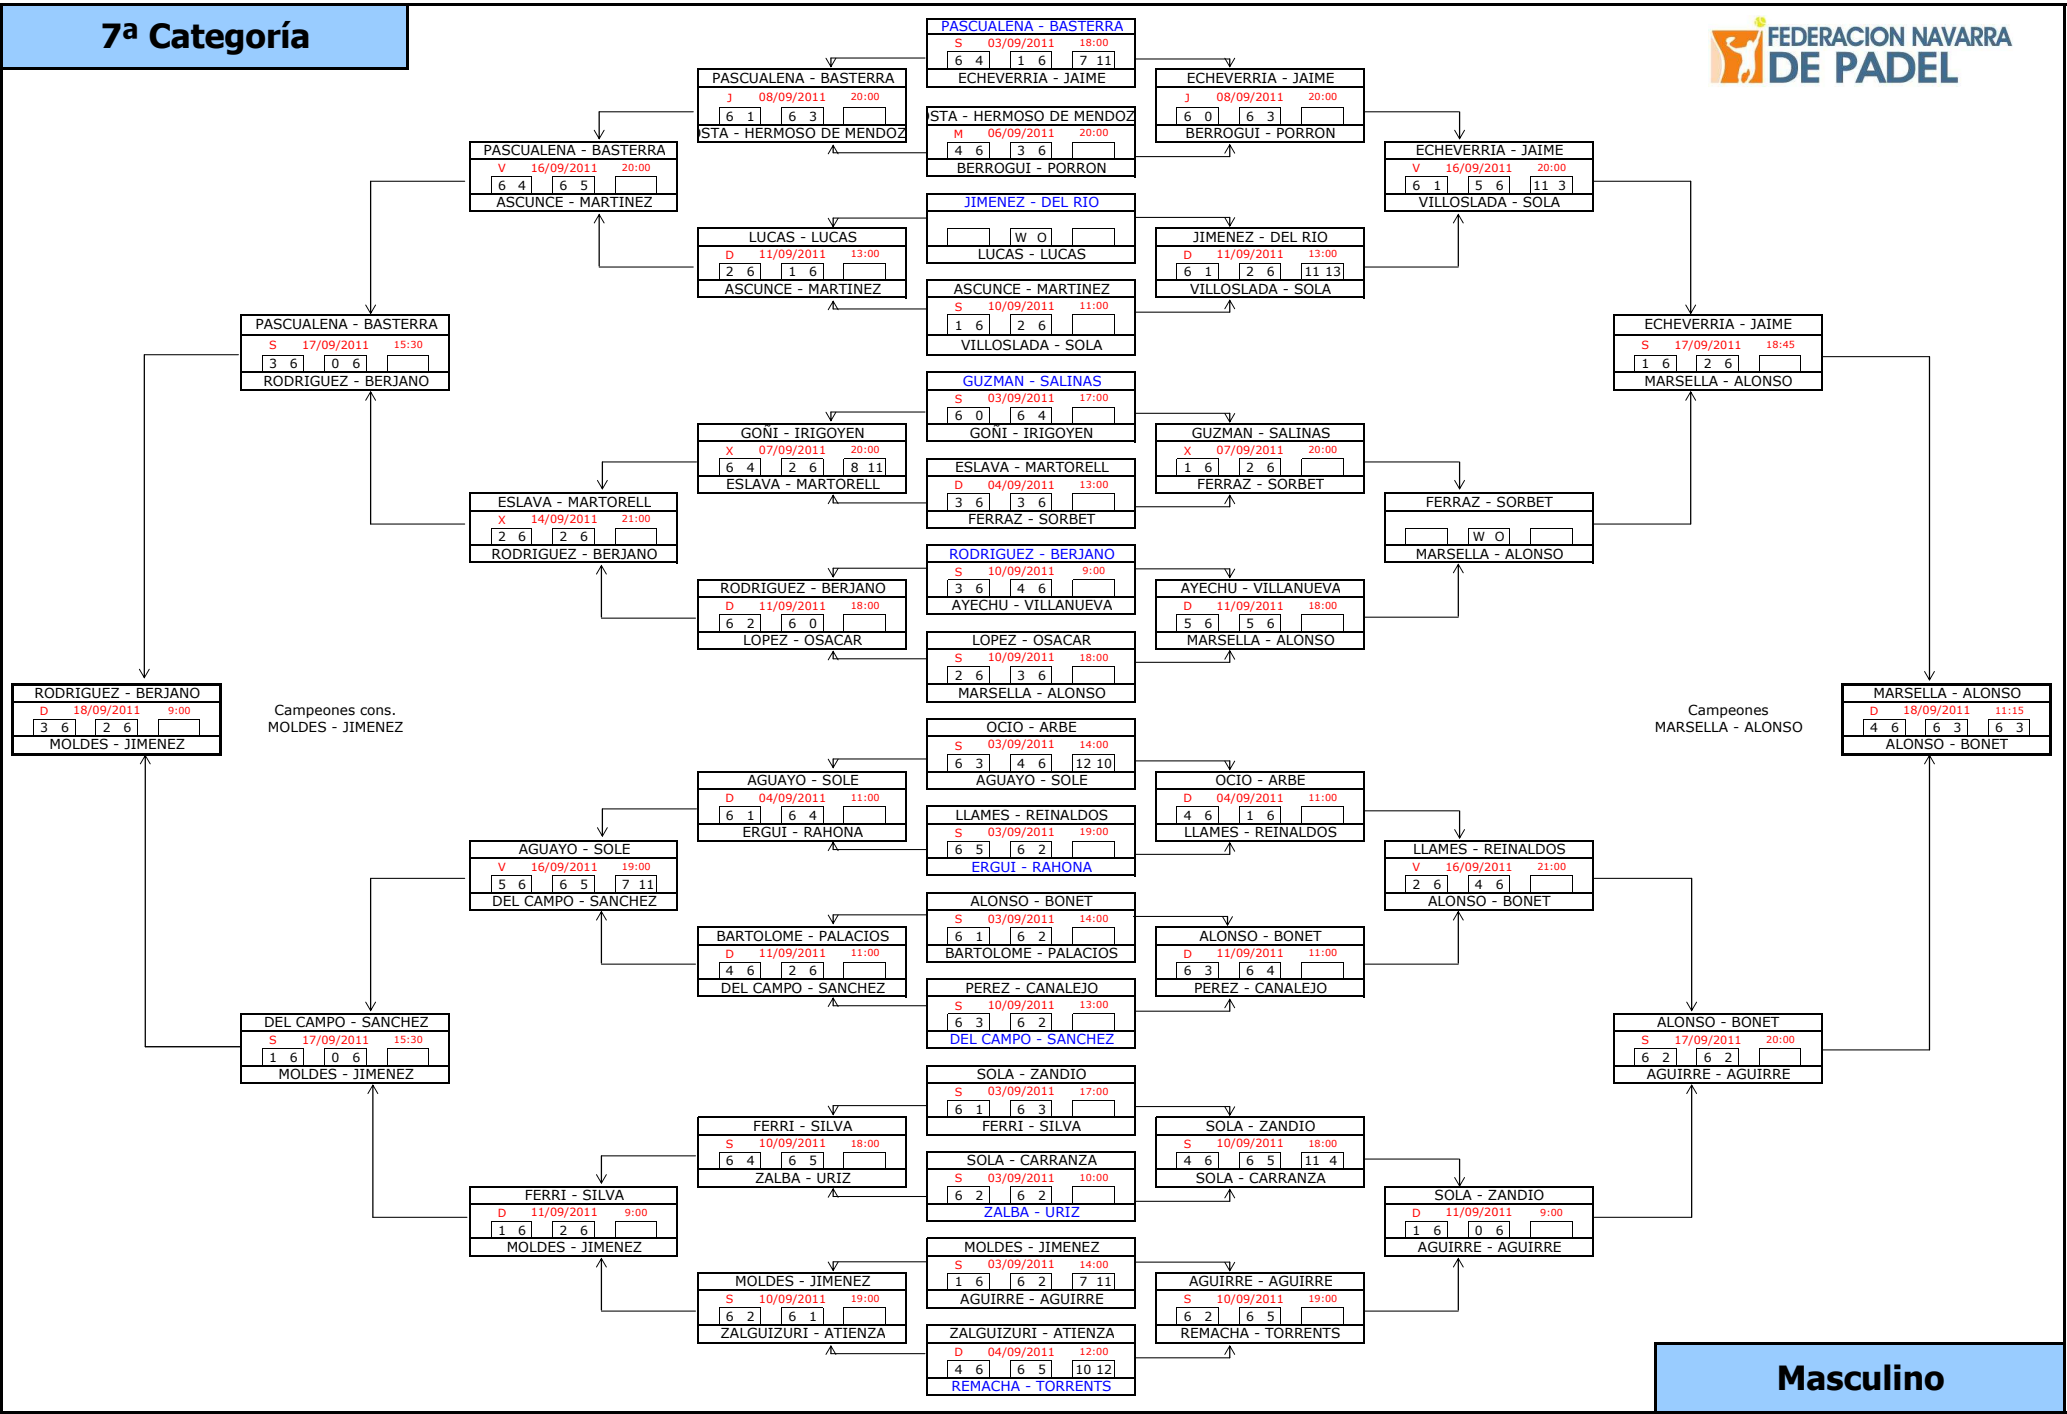 7ª Categoría
FEDERACION NAVARRA
DE PADEL
RODRIGUEZ - BERJANO
D 18/09/2011 9:00
3 6 2 6
MOLDES - JIMENEZ
Campeones cons.
MOLDES - JIMENEZ
PASCUALENA - BASTERRA
S 17/09/2011 15:30
3 6 0 6
RODRIGUEZ - BERJANO
DEL CAMPO - SANCHEZ
S 17/09/2011 15:30
1 6 0 6
MOLDES - JIMENEZ
PASCUALENA - BASTERRA
V 16/09/2011 20:00
6 4 6 5
ASCUNCE - MARTINEZ
ESLAVA - MARTORELL
X 14/09/2011 21:00
2 6 2 6
RODRIGUEZ - BERJANO
AGUAYO - SOLE
V 16/09/2011 19:00
5 6 6 5 7 11
DEL CAMPO - SANCHEZ
FERRI - SILVA
D 11/09/2011 9:00
1 6 2 6
MOLDES - JIMENEZ
PASCUALENA - BASTERRA
J 08/09/2011 20:00
6 1 6 3
OSTA - HERMOSO DE MENDOZ
LUCAS - LUCAS
D 11/09/2011 13:00
2 6 1 6
ASCUNCE - MARTINEZ
GOÑI - IRIGOYEN
X 07/09/2011 20:00
6 4 2 6 8 11
ESLAVA - MARTORELL
RODRIGUEZ - BERJANO
D 11/09/2011 18:00
6 2 6 0
LOPEZ - OSACAR
AGUAYO - SOLE
D 04/09/2011 11:00
6 1 6 4
ERGUI - RAHONA
BARTOLOME - PALACIOS
D 11/09/2011 11:00
4 6 2 6
DEL CAMPO - SANCHEZ
FERRI - SILVA
S 10/09/2011 18:00
6 4 6 5
ZALBA - URIZ
MOLDES - JIMENEZ
S 10/09/2011 19:00
6 2 6 1
ZALGUIZURI - ATIENZA
PASCUALENA - BASTERRA
S 03/09/2011 18:00
6 4 1 6 7 11
ECHEVERRIA - JAIME
OSTA - HERMOSO DE MENDOZ
M 06/09/2011 20:00
4 6 3 6
BERROGUI - PORRON
JIMENEZ - DEL RIO
W O
LUCAS - LUCAS
ASCUNCE - MARTINEZ
S 10/09/2011 11:00
1 6 2 6
VILLOSLADA - SOLA
GUZMAN - SALINAS
S 03/09/2011 17:00
6 0 6 4
GOÑI - IRIGOYEN
ESLAVA - MARTORELL
D 04/09/2011 13:00
3 6 3 6
FERRAZ - SORBET
RODRIGUEZ - BERJANO
S 10/09/2011 9:00
3 6 4 6
AYECHU - VILLANUEVA
LOPEZ - OSACAR
S 10/09/2011 18:00
2 6 3 6
MARSELLA - ALONSO
OCIO - ARBE
S 03/09/2011 14:00
6 3 4 6 12 10
AGUAYO - SOLE
LLAMES - REINALDOS
S 03/09/2011 19:00
6 5 6 2
ERGUI - RAHONA
ALONSO - BONET
S 03/09/2011 14:00
6 1 6 2
BARTOLOME - PALACIOS
PEREZ - CANALEJO
S 10/09/2011 13:00
6 3 6 2
DEL CAMPO - SANCHEZ
SOLA - ZANDIO
S 03/09/2011 17:00
6 1 6 3
FERRI - SILVA
SOLA - CARRANZA
S 03/09/2011 10:00
6 2 6 2
ZALBA - URIZ
MOLDES - JIMENEZ
S 03/09/2011 14:00
1 6 6 2 7 11
AGUIRRE - AGUIRRE
ZALGUIZURI - ATIENZA
D 04/09/2011 12:00
4 6 6 5 10 12
REMACHA - TORRENTS
ECHEVERRIA - JAIME
J 08/09/2011 20:00
6 0 6 3
BERROGUI - PORRON
JIMENEZ - DEL RIO
D 11/09/2011 13:00
6 1 2 6 11 13
VILLOSLADA - SOLA
GUZMAN - SALINAS
X 07/09/2011 20:00
1 6 2 6
FERRAZ - SORBET
AYECHU - VILLANUEVA
D 11/09/2011 18:00
5 6 5 6
MARSELLA - ALONSO
OCIO - ARBE
D 04/09/2011 11:00
4 6 1 6
LLAMES - REINALDOS
ALONSO - BONET
D 11/09/2011 11:00
6 3 6 4
PEREZ - CANALEJO
SOLA - ZANDIO
S 10/09/2011 18:00
4 6 6 5 11 4
SOLA - CARRANZA
AGUIRRE - AGUIRRE
S 10/09/2011 19:00
6 2 6 5
REMACHA - TORRENTS
ECHEVERRIA - JAIME
V 16/09/2011 20:00
6 1 5 6 11 3
VILLOSLADA - SOLA
FERRAZ - SORBET
W O
MARSELLA - ALONSO
LLAMES - REINALDOS
V 16/09/2011 21:00
2 6 4 6
ALONSO - BONET
SOLA - ZANDIO
D 11/09/2011 9:00
1 6 0 6
AGUIRRE - AGUIRRE
ECHEVERRIA - JAIME
S 17/09/2011 18:45
1 6 2 6
MARSELLA - ALONSO
ALONSO - BONET
S 17/09/2011 20:00
6 2 6 2
AGUIRRE - AGUIRRE
Campeones
MARSELLA - ALONSO
MARSELLA - ALONSO
D 18/09/2011 11:15
4 6 6 3 6 3
ALONSO - BONET
Masculino